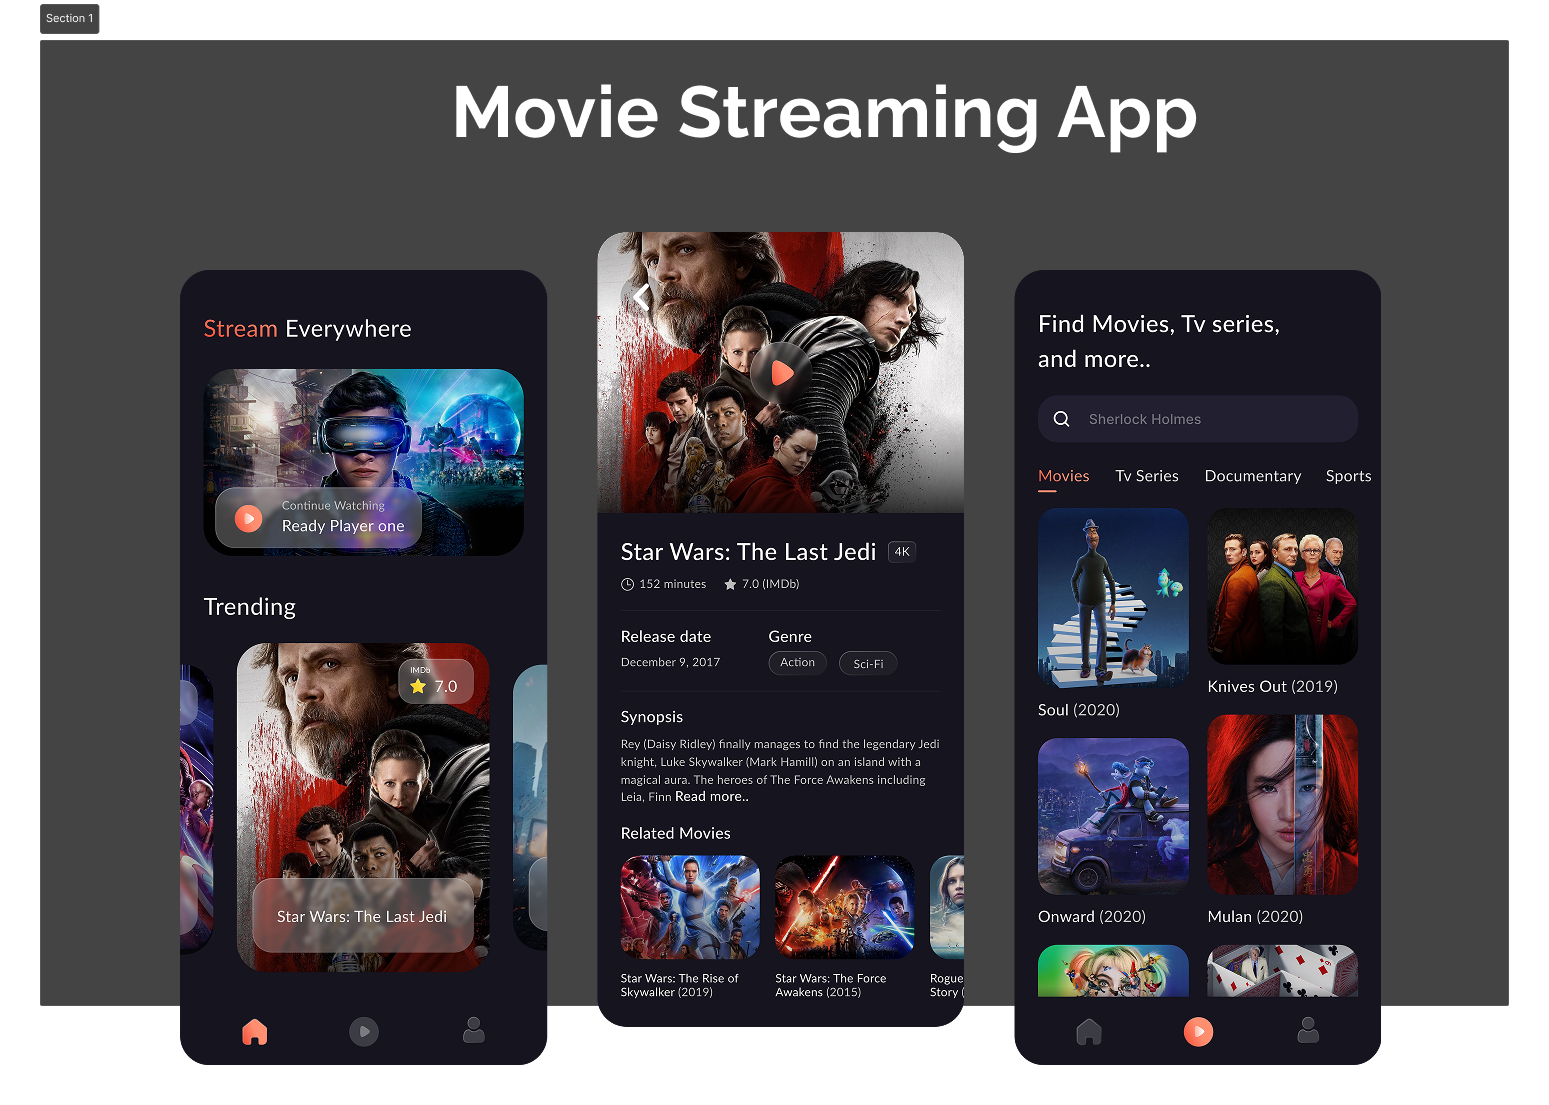 Section 1
Movie Streaming App
Stream Everywhere
Continue Watching
Ready Player one
Trending
IMDb
7.0
Star Wars: The Last Jedi
Star Wars: The Last Jedi 4K
152 minutes 7.0 (IMDb)
Release date Genre
December 9, 2017 Action Sci-Fi
Synopsis
Rey (Daisy Ridley) finally manages to find the legendary Jedi
knight, Luke Skywalker (Mark Hamill) on an island with a
magical aura. The heroes of The Force Awakens including
Leia, Finn Read more..
Related Movies
Star Wars: The Rise of
Skywalker (2019)
Star Wars: The Force
Awakens (2015)
Rogue
Story (
Find Movies, Tv series,
and more..
Sherlock Holmes
Movies Tv Series Documentary Sports
Soul (2020)
Knives Out (2019)
Onward (2020)
Mulan (2020)